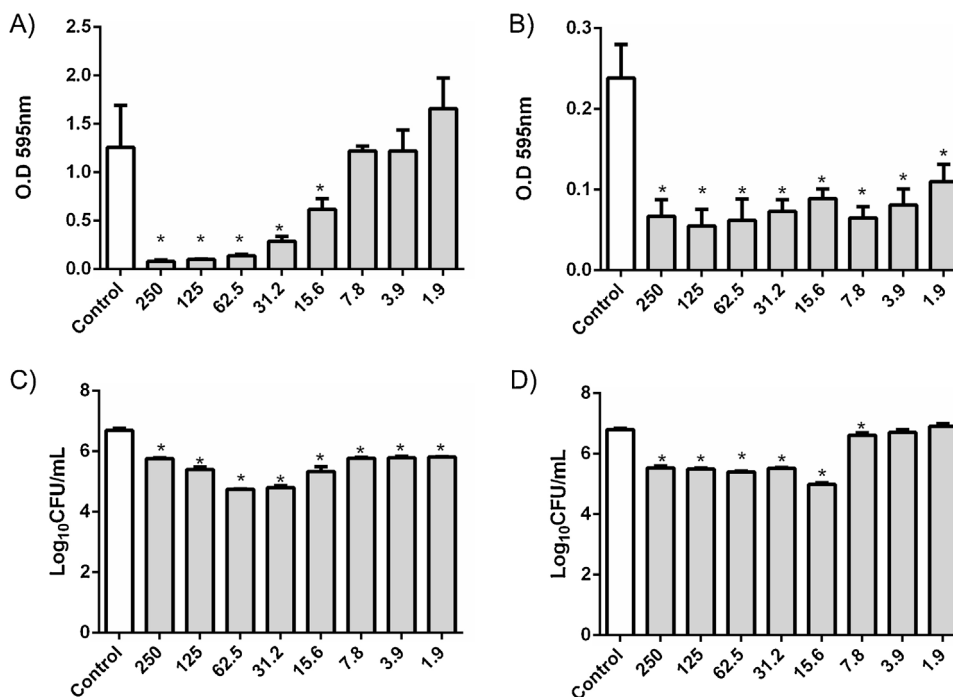 A)
O.D 595nm
2.5
2.0
1.5
1.0
0.5
0.0
* * * * *
Control 250 125 62.5 31.2 15.6 7.8 3.9 1.9
B)
O.D 595nm
0.3
0.2
0.1
0.0
* * * * * * * *
Control 250 125 62.5 31.2 15.6 7.8 3.9 1.9
C)
Log₁₀CFU/mL
8
6
4
2
0
* * * * * * * *
Control 250 125 62.5 31.2 15.6 7.8 3.9 1.9
D)
Log₁₀CFU/mL
8
6
4
2
0
* * * * * *
Control 250 125 62.5 31.2 15.6 7.8 3.9 1.9